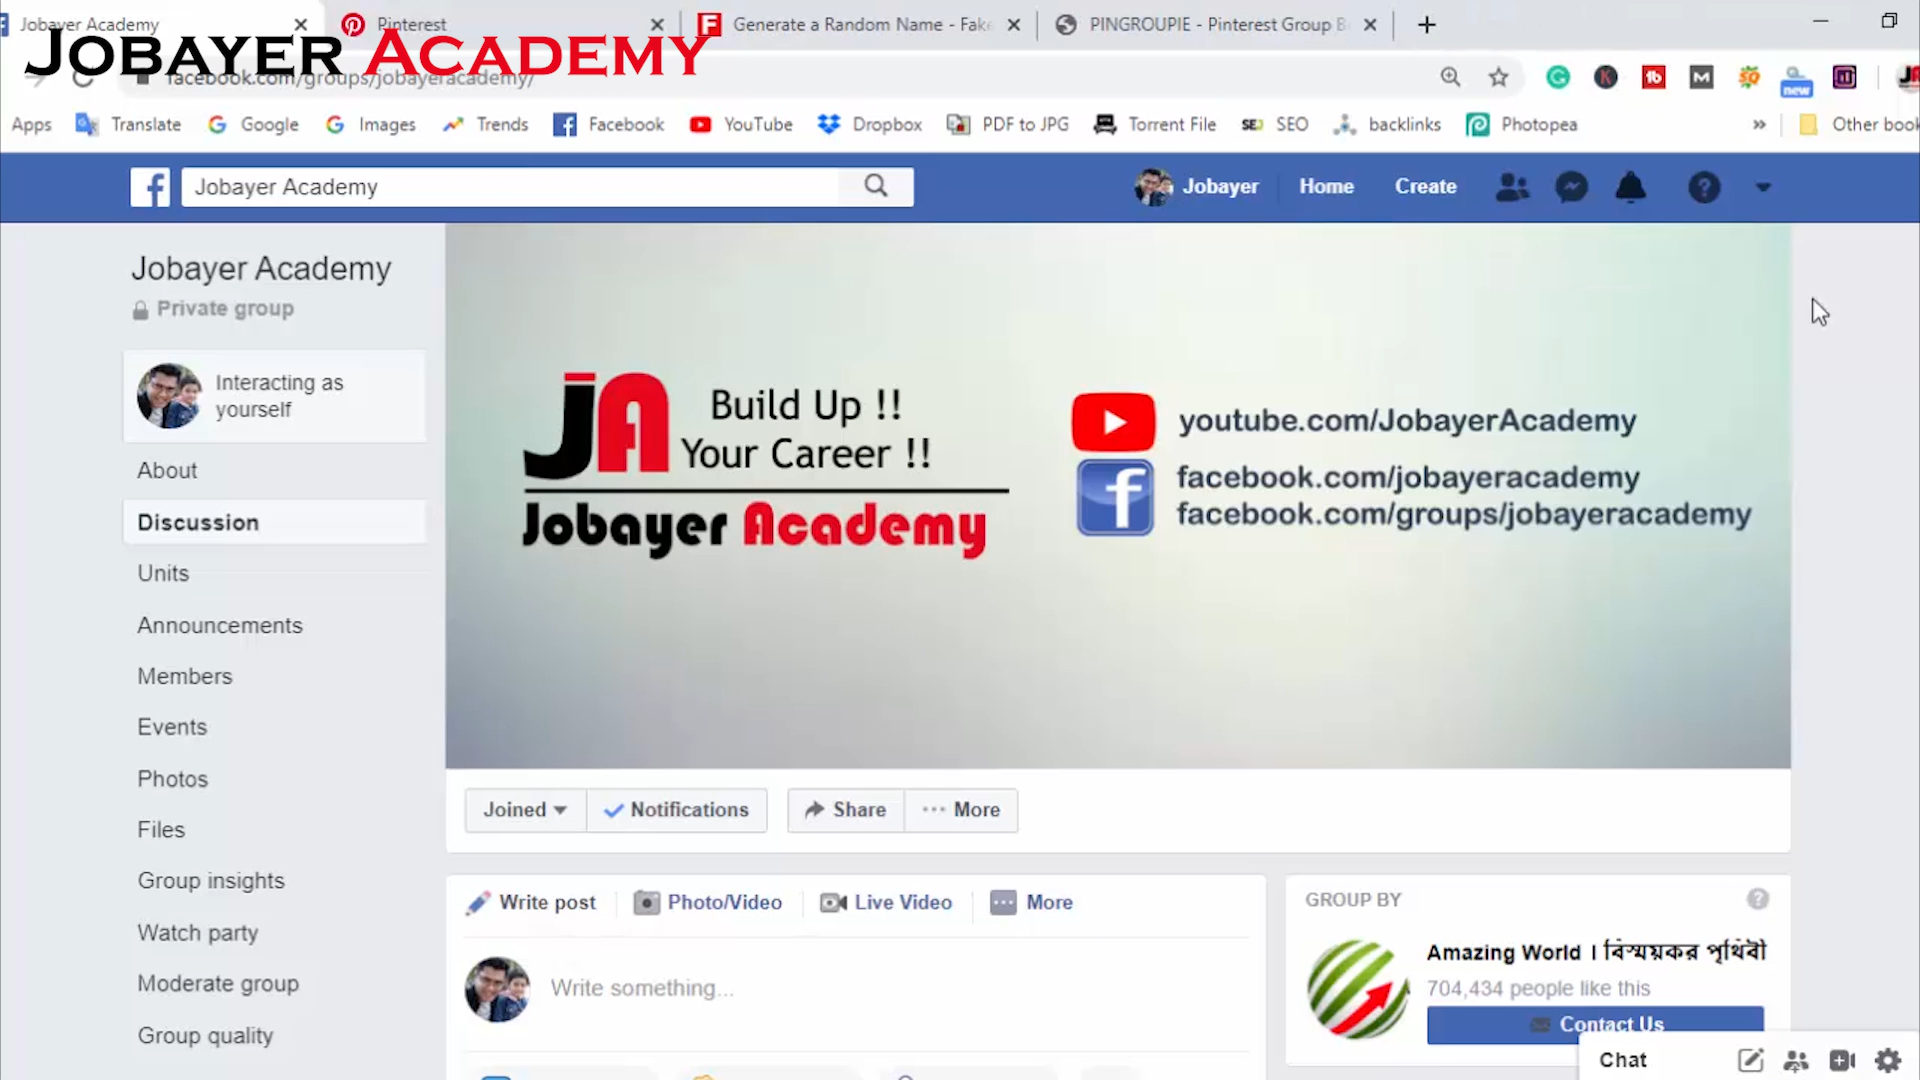 Jobayer Academy
Pinterest
Generate a Random Name - Fake
PINGROUPIE - Pinterest Group B
JOBAYER ACADEMY
facebook.com/groups/jobayeracademy/
new
Apps
Translate
Google
Images
Trends
Facebook
YouTube
Dropbox
PDF to JPG
Torrent File
SEO
backlinks
Photopea
Other book
Jobayer Academy
Jobayer
Home
Create
Jobayer Academy
Private group
Interacting as
yourself
About
Discussion
Units
Announcements
Members
Events
Photos
Files
Group insights
Watch party
Moderate group
Group quality
JA
Build Up !!
Your Career !!
Jobayer Academy
youtube.com/JobayerAcademy
facebook.com/jobayeracademy
facebook.com/groups/jobayeracademy
Joined
Notifications
Share
More
Write post
Photo/Video
Live Video
More
Write something...
GROUP BY
Amazing World । বিস্ময়কর পৃথিবী
704,434 people like this
Contact Us
Chat